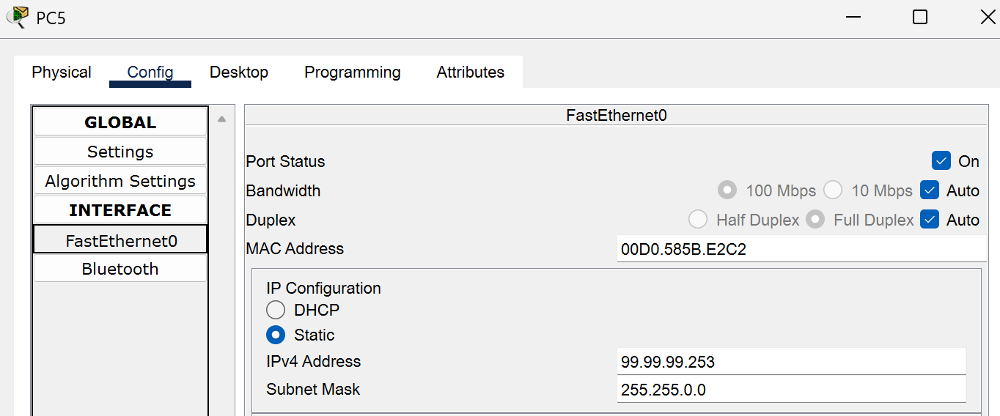 PC5
Physical Config Desktop Programming Attributes
GLOBAL
Settings
Algorithm Settings
INTERFACE
FastEthernet0
Bluetooth
FastEthernet0
Port Status On
Bandwidth 100 Mbps 10 Mbps Auto
Duplex Half Duplex Full Duplex Auto
MAC Address 00D0.585B.E2C2
IP Configuration
DHCP
Static
IPv4 Address 99.99.99.253
Subnet Mask 255.255.0.0